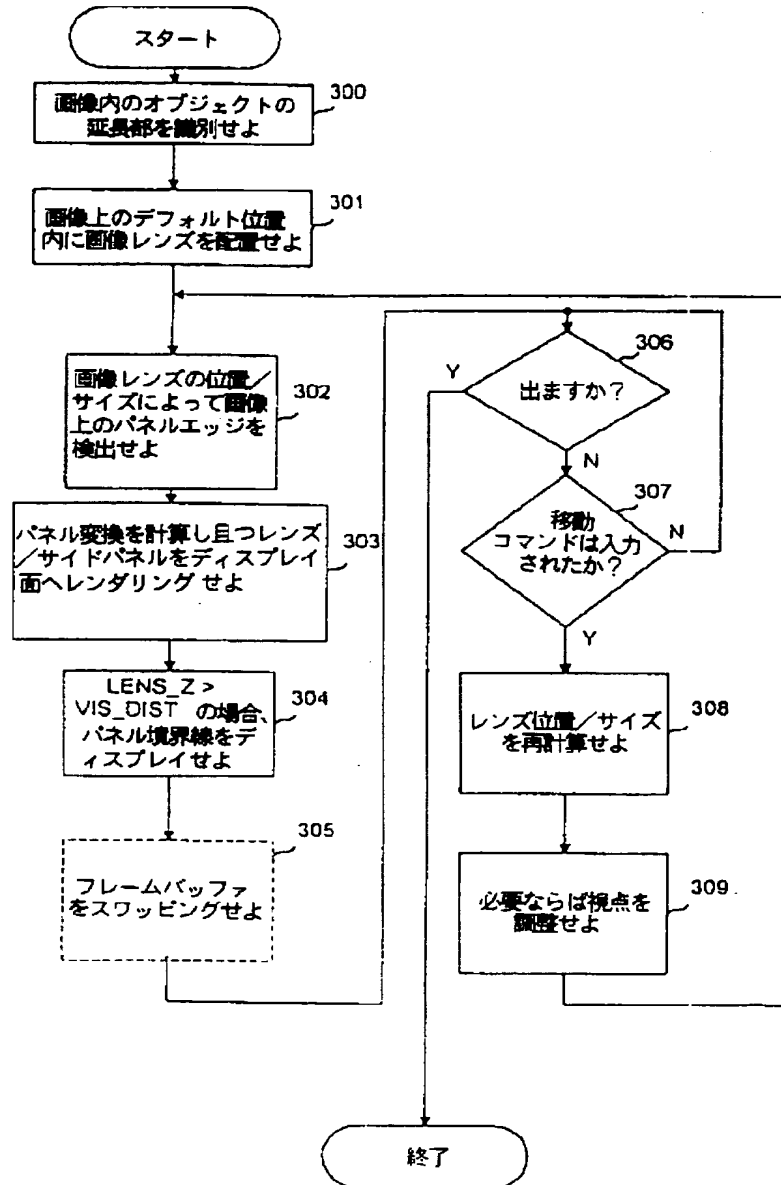 スタート
画像内のオブジェクトの
延長部を識別せよ
300
画像上のデフォルト位置
内に画像レンズを配置せよ
301
画像レンズの位置／
サイズによって画像
上のパネルエッジを
検出せよ
302
パネル変換を計算し且つレンズ
／サイドパネルをディスプレイ
面へレンダリングせよ
303
LENS_Z >
VIS_DIST の場合、
パネル境界線をデ
ィスプレイせよ
304
フレームバッファ
をスワッピングせよ
305
306
Y
出ますか？
N
307
移動
コマンドは入力
されたか？
N
Y
レンズ位置／サイズ
を再計算せよ
308
必要ならば視点を
調整せよ
309
終了